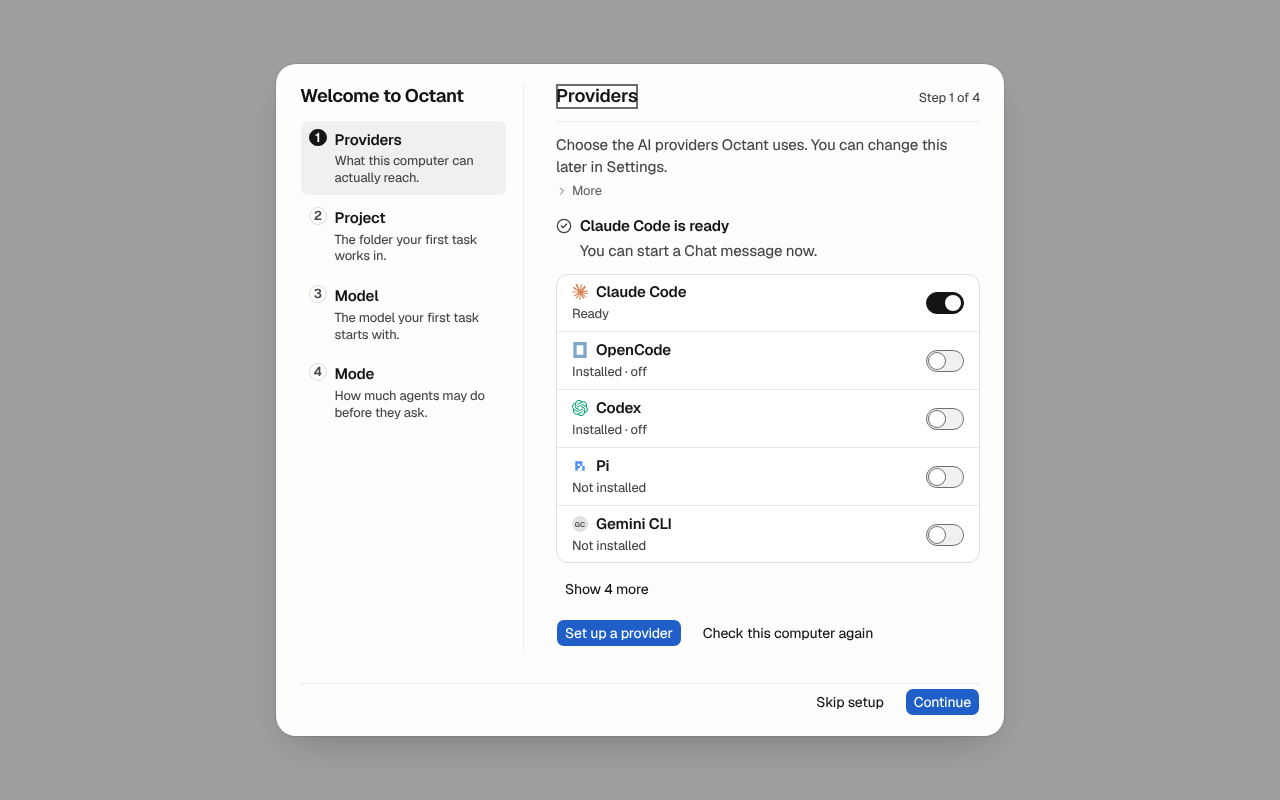 Welcome to Octant
1
Providers
What this computer can
actually reach.
2
Project
The folder your first task
works in.
3
Model
The model your first task
starts with.
4
Mode
How much agents may do
before they ask.
Providers
Step 1 of 4
Choose the AI providers Octant uses. You can change this
later in Settings.
More
Claude Code is ready
You can start a Chat message now.
Claude Code
Ready
OpenCode
Installed · off
Codex
Installed · off
Pi
Not installed
GC
Gemini CLI
Not installed
Show 4 more
Set up a provider
Check this computer again
Skip setup
Continue